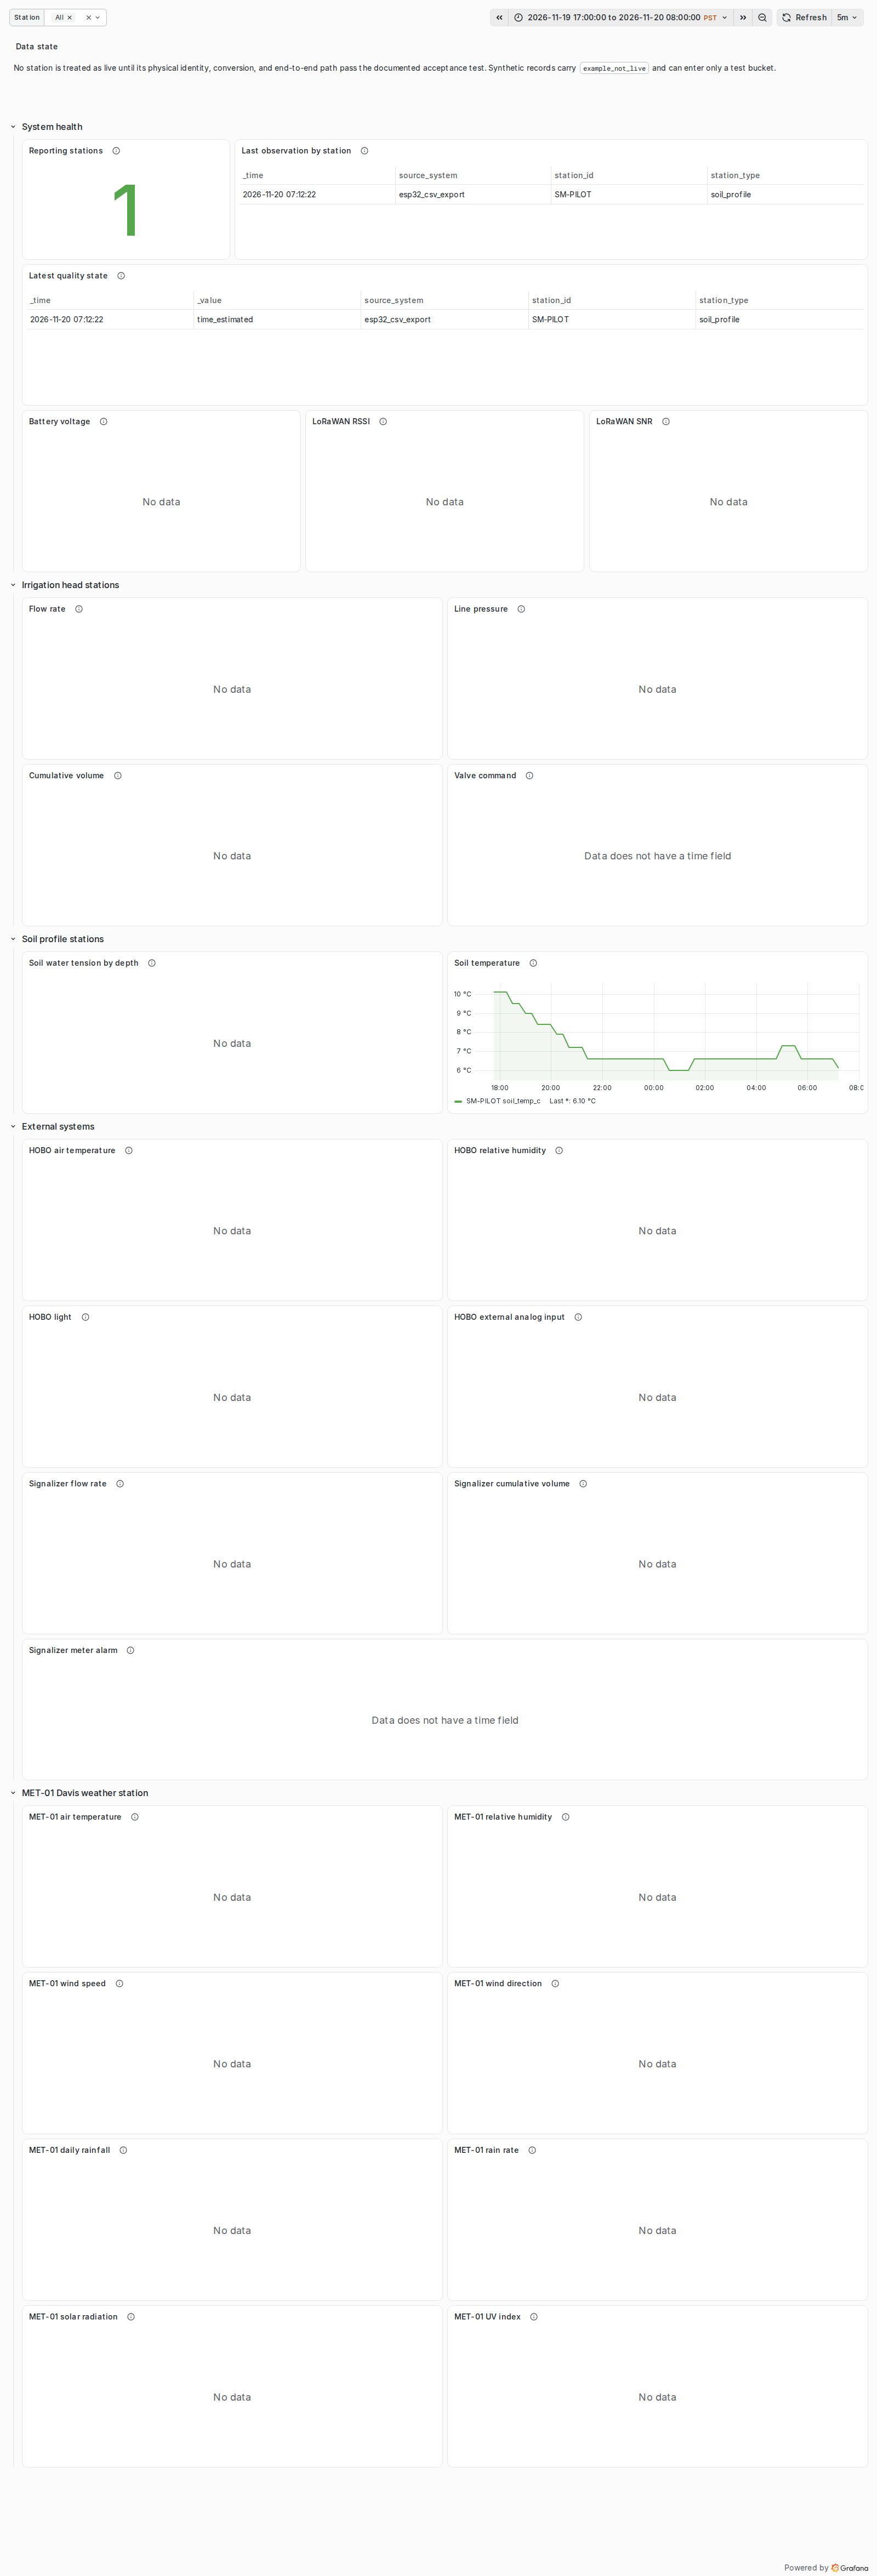 Station All
2026-11-19 17:00:00 to 2026-11-20 08:00:00 PST Refresh 5m
Data state
No station is treated as live until its physical identity, conversion, and end-to-end path pass the documented acceptance test. Synthetic records carry example_not_live and can enter only a test bucket.
System health
Reporting stations
1
Last observation by station
_time source_system station_id station_type
2026-11-20 07:12:22 esp32_csv_export SM-PILOT soil_profile
Latest quality state
_time _value source_system station_id station_type
2026-11-20 07:12:22 time_estimated esp32_csv_export SM-PILOT soil_profile
Battery voltage
No data
LoRaWAN RSSI
No data
LoRaWAN SNR
No data
Irrigation head stations
Flow rate
No data
Line pressure
No data
Cumulative volume
No data
Valve command
Data does not have a time field
Soil profile stations
Soil water tension by depth
No data
Soil temperature
10 °C
9 °C
8 °C
7 °C
6 °C
18:00 20:00 22:00 00:00 02:00 04:00 06:00 08:0
SM-PILOT soil_temp_c Last *: 6.10 °C
External systems
HOBO air temperature
No data
HOBO relative humidity
No data
HOBO light
No data
HOBO external analog input
No data
Signalizer flow rate
No data
Signalizer cumulative volume
No data
Signalizer meter alarm
Data does not have a time field
MET-01 Davis weather station
MET-01 air temperature
No data
MET-01 relative humidity
No data
MET-01 wind speed
No data
MET-01 wind direction
No data
MET-01 daily rainfall
No data
MET-01 rain rate
No data
MET-01 solar radiation
No data
MET-01 UV index
No data
Powered by Grafana